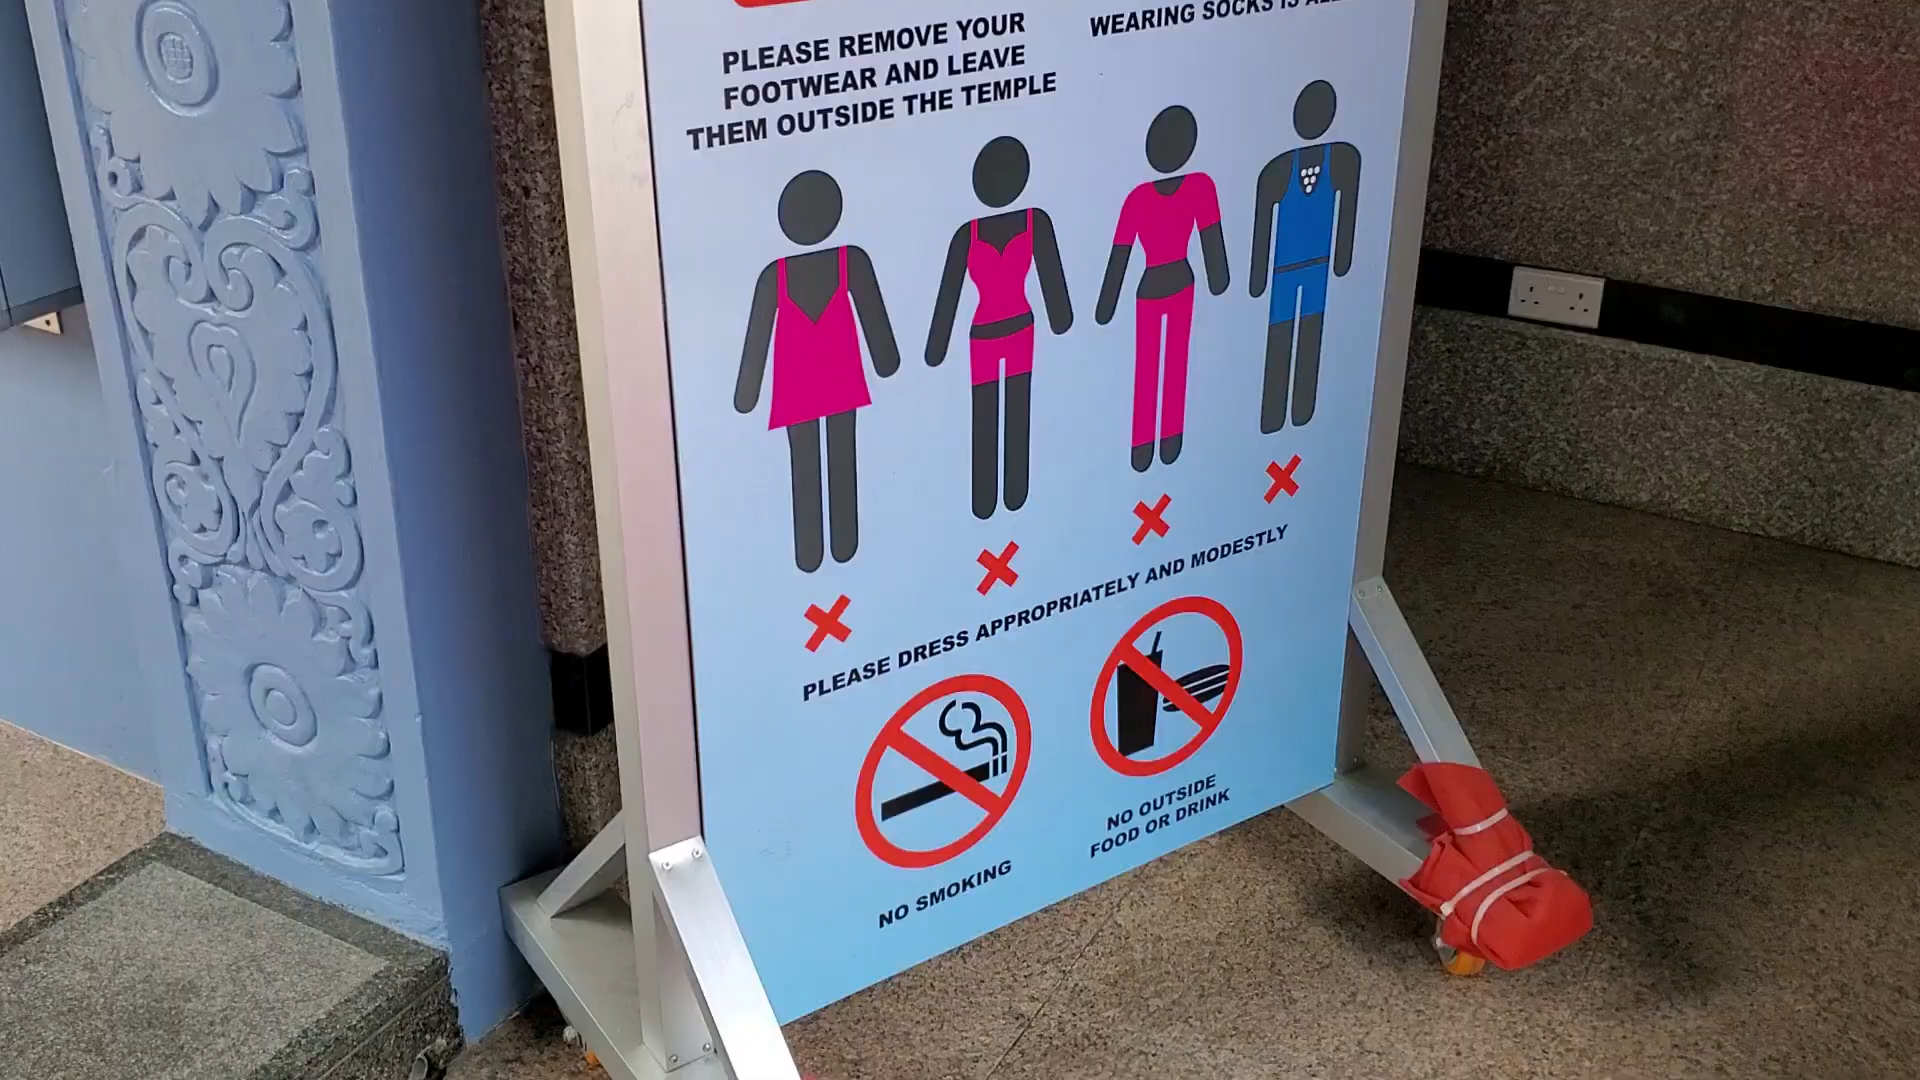 PLEASE REMOVE YOUR
FOOTWEAR AND LEAVE
THEM OUTSIDE THE TEMPLE
WEARING SOCKS IS
PLEASE DRESS APPROPRIATELY AND MODESTLY
NO SMOKING
NO OUTSIDE
FOOD OR DRINK